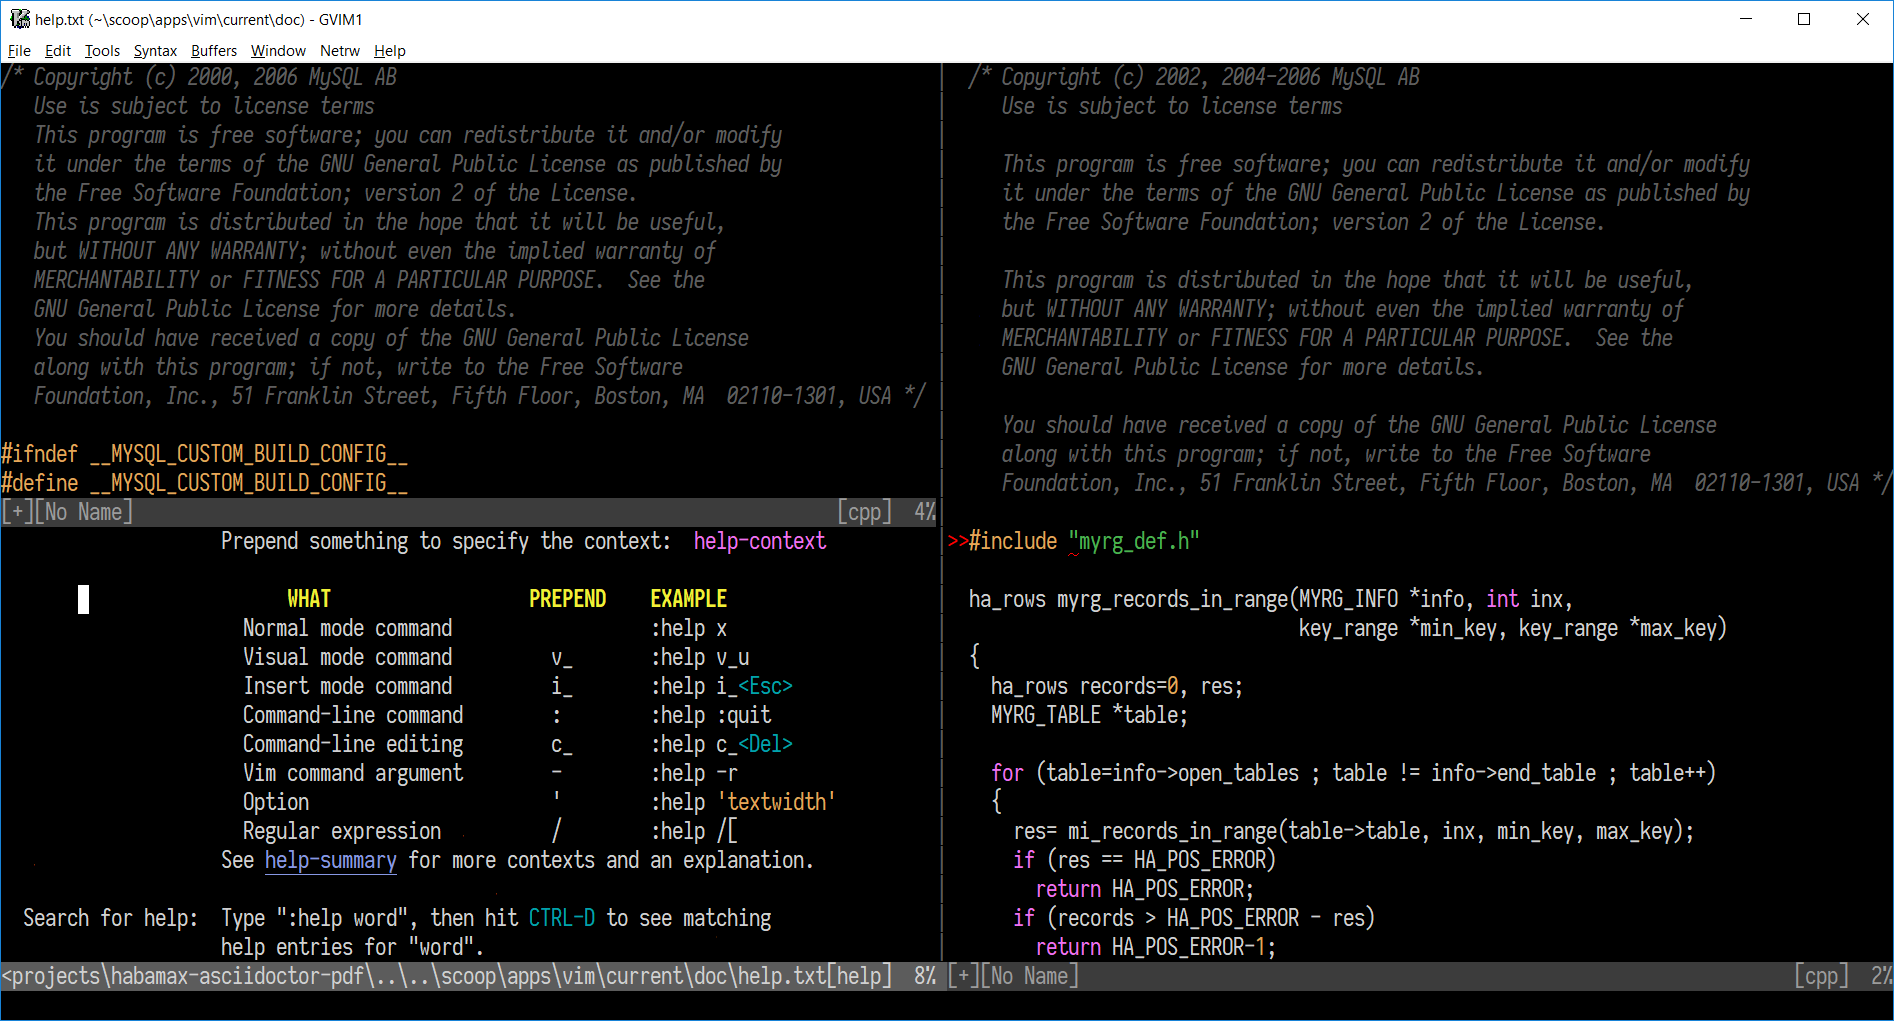 help.txt (~\scoop\apps\vim\current\doc) - GVIM1
File Edit Tools Syntax Buffers Window Netrw Help
/* Copyright (c) 2000, 2006 MySQL AB
Use is subject to license terms
This program is free software; you can redistribute it and/or modify
it under the terms of the GNU General Public License as published by
the Free Software Foundation; version 2 of the License.
This program is distributed in the hope that it will be useful,
but WITHOUT ANY WARRANTY; without even the implied warranty of
MERCHANTABILITY or FITNESS FOR A PARTICULAR PURPOSE.  See the
GNU General Public License for more details.
You should have received a copy of the GNU General Public License
along with this program; if not, write to the Free Software
Foundation, Inc., 51 Franklin Street, Fifth Floor, Boston, MA  02110-1301, USA */
#ifndef __MYSQL_CUSTOM_BUILD_CONFIG__
#define __MYSQL_CUSTOM_BUILD_CONFIG__
[+][No Name] [cpp] 4%
Prepend something to specify the context:  help-context
WHAT PREPEND EXAMPLE
Normal mode command :help x
Visual mode command v_ :help v_u
Insert mode command i_ :help i_<Esc>
Command-line command : :help :quit
Command-line editing c_ :help c_<Del>
Vim command argument - :help -r
Option ' :help 'textwidth'
Regular expression / :help /[
See help-summary for more contexts and an explanation.
Search for help:  Type ":help word", then hit CTRL-D to see matching
help entries for "word".
<projects\habamax-asciidoctor-pdf\..\..\scoop\apps\vim\current\doc\help.txt[help] 8%
/* Copyright (c) 2002, 2004-2006 MySQL AB
Use is subject to license terms
This program is free software; you can redistribute it and/or modify
it under the terms of the GNU General Public License as published by
the Free Software Foundation; version 2 of the License.
This program is distributed in the hope that it will be useful,
but WITHOUT ANY WARRANTY; without even the implied warranty of
MERCHANTABILITY or FITNESS FOR A PARTICULAR PURPOSE.  See the
GNU General Public License for more details.
You should have received a copy of the GNU General Public License
along with this program; if not, write to the Free Software
Foundation, Inc., 51 Franklin Street, Fifth Floor, Boston, MA  02110-1301, USA */
>>#include "myrg_def.h"
ha_rows myrg_records_in_range(MYRG_INFO *info, int inx,
key_range *min_key, key_range *max_key)
{
ha_rows records=0, res;
MYRG_TABLE *table;
for (table=info->open_tables ; table != info->end_table ; table++)
{
res= mi_records_in_range(table->table, inx, min_key, max_key);
if (res == HA_POS_ERROR)
return HA_POS_ERROR;
if (records > HA_POS_ERROR - res)
return HA_POS_ERROR-1;
[+][No Name] [cpp] 2%